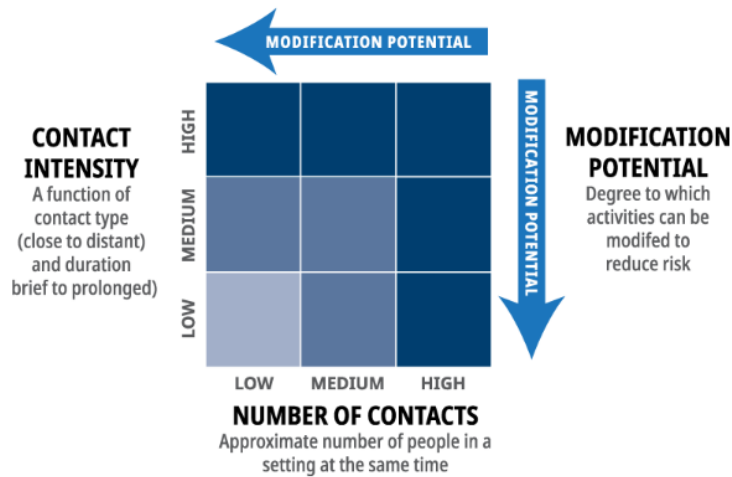 MODIFICATION POTENTIAL
CONTACT
INTENSITY
A function of
contact type
(close to distant)
and duration
brief to prolonged)
HIGH
MEDIUM
LOW
MODIFICATION POTENTIAL
MODIFICATION
POTENTIAL
Degree to which
activities can be
modifed to
reduce risk
LOW MEDIUM HIGH
NUMBER OF CONTACTS
Approximate number of people in a
setting at the same time